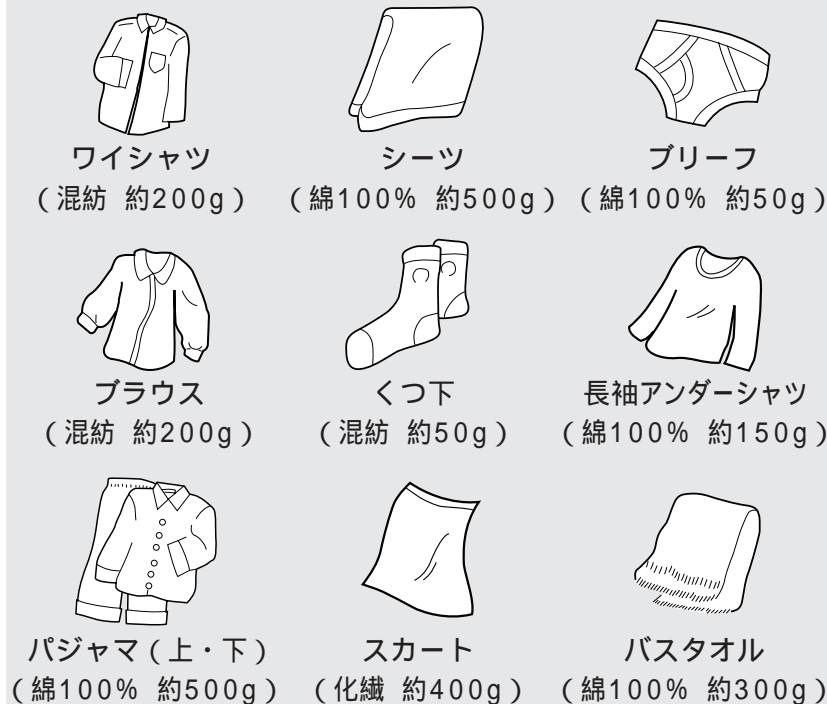 ワイシャツ
（混紡 約200g）
シーツ
（綿100% 約500g）
ブリーフ
（綿100% 約50g）
ブラウス
（混紡 約200g）
くつ下
（混紡 約50g）
長袖アンダーシャツ
（綿100% 約150g）
パジャマ（上・下）
（綿100% 約500g）
スカート
（化繊 約400g）
バスタオル
（綿100% 約300g）